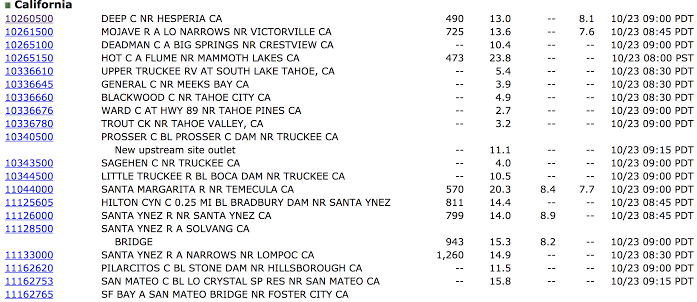 California
10260500 DEEP C NR HESPERIA CA 490 13.0 -- 8.1 10/23 09:00 PDT
10261500 MOJAVE R A LO NARROWS NR VICTORVILLE CA 725 13.6 -- 7.6 10/23 08:45 PDT
10265100 DEADMAN C A BIG SPRINGS NR CRESTVIEW CA -- 10.4 -- -- 10/23 09:00 PDT
10265150 HOT C A FLUME NR MAMMOTH LAKES CA 473 23.8 -- -- 10/23 08:00 PST
10336610 UPPER TRUCKEE RV AT SOUTH LAKE TAHOE, CA -- 5.4 -- -- 10/23 08:30 PDT
10336645 GENERAL C NR MEEKS BAY CA -- 3.9 -- -- 10/23 08:30 PDT
10336660 BLACKWOOD C NR TAHOE CITY CA -- 4.9 -- -- 10/23 08:30 PDT
10336676 WARD C AT HWY 89 NR TAHOE PINES CA -- 2.7 -- -- 10/23 09:00 PDT
10336780 TROUT CK NR TAHOE VALLEY, CA -- 3.2 -- -- 10/23 09:00 PDT
10340500 PROSSER C BL PROSSER C DAM NR TRUCKEE CA
New upstream site outlet -- 11.1 -- -- 10/23 09:15 PDT
10343500 SAGEHEN C NR TRUCKEE CA -- 4.0 -- -- 10/23 09:00 PDT
10344500 LITTLE TRUCKEE R BL BOCA DAM NR TRUCKEE CA -- 10.5 -- -- 10/23 09:00 PDT
11044000 SANTA MARGARITA R NR TEMECULA CA 570 20.3 8.4 7.7 10/23 09:00 PDT
11125605 HILTON CYN C 0.25 MI BL BRADBURY DAM NR SANTA YNEZ 811 14.4 -- -- 10/23 08:45 PDT
11126000 SANTA YNEZ R NR SANTA YNEZ CA 799 14.0 8.9 -- 10/23 08:45 PDT
11128500 SANTA YNEZ R A SOLVANG CA
BRIDGE 943 15.3 8.2 -- 10/23 09:00 PDT
11133000 SANTA YNEZ R A NARROWS NR LOMPOC CA 1,260 14.9 -- -- 10/23 08:30 PDT
11162620 PILARCITOS C BL STONE DAM NR HILLSBOROUGH CA -- 11.5 -- -- 10/23 09:00 PDT
11162753 SAN MATEO C BL LO CRYSTAL SP RES NR SAN MATEO CA -- 15.8 -- -- 10/23 09:15 PDT
11162765 SF BAY A SAN MATEO BRIDGE NR FOSTER CITY CA